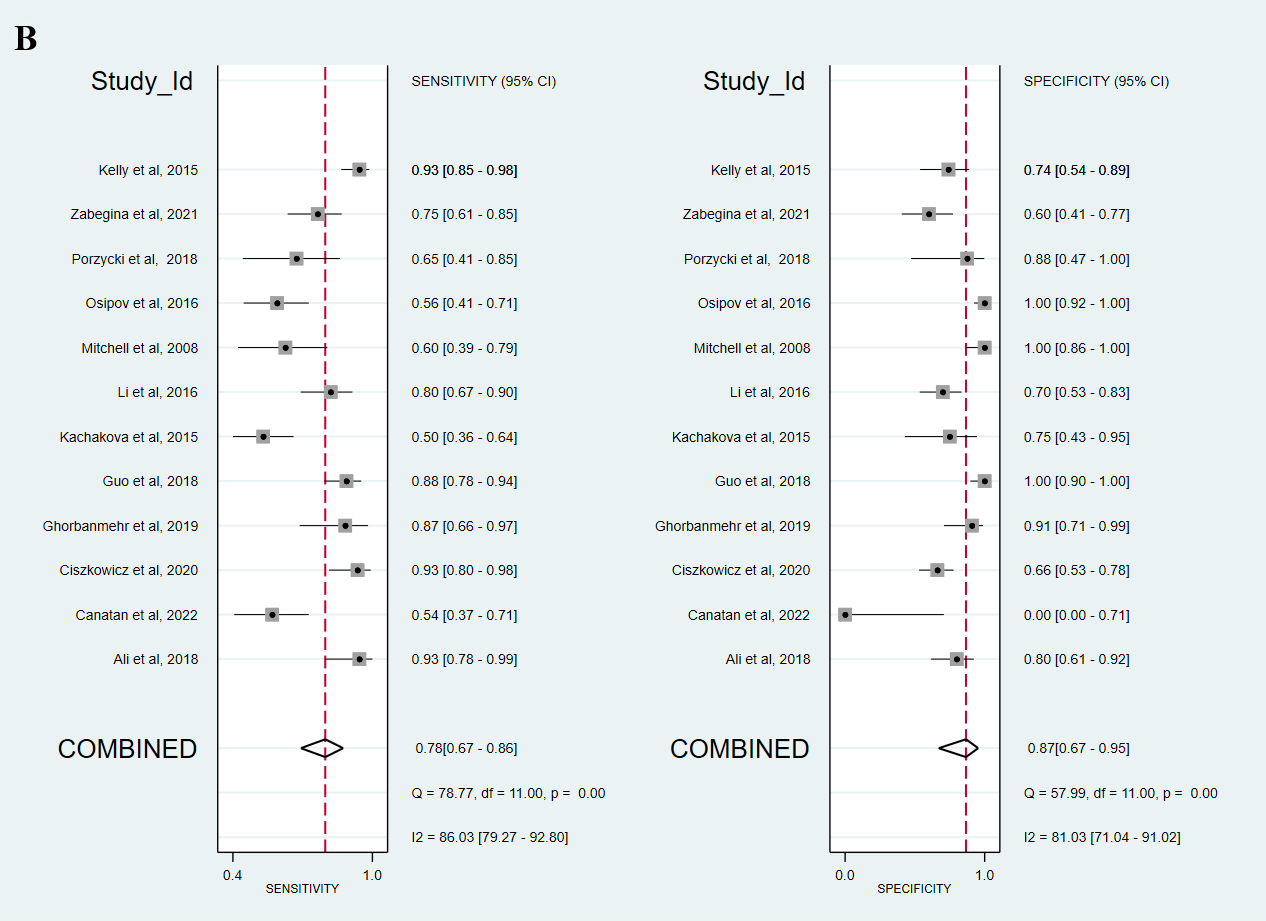 B
Study_Id SENSITIVITY (95% CI)
Kelly et al, 2015 0.93 [0.85 - 0.98]
Zabegina et al, 2021 0.75 [0.61 - 0.85]
Porzycki et al, 2018 0.65 [0.41 - 0.85]
Osipov et al, 2016 0.56 [0.41 - 0.71]
Mitchell et al, 2008 0.60 [0.39 - 0.79]
Li et al, 2016 0.80 [0.67 - 0.90]
Kachakova et al, 2015 0.50 [0.36 - 0.64]
Guo et al, 2018 0.88 [0.78 - 0.94]
Ghorbanmehr et al, 2019 0.87 [0.66 - 0.97]
Ciszkowicz et al, 2020 0.93 [0.80 - 0.98]
Canatan et al, 2022 0.54 [0.37 - 0.71]
Ali et al, 2018 0.93 [0.78 - 0.99]
COMBINED 0.78[0.67 - 0.86]
Q = 78.77, df = 11.00, p = 0.00
I2 = 86.03 [79.27 - 92.80]
0.4 1.0
SENSITIVITY
Study_Id SPECIFICITY (95% CI)
Kelly et al, 2015 0.74 [0.54 - 0.89]
Zabegina et al, 2021 0.60 [0.41 - 0.77]
Porzycki et al, 2018 0.88 [0.47 - 1.00]
Osipov et al, 2016 1.00 [0.92 - 1.00]
Mitchell et al, 2008 1.00 [0.86 - 1.00]
Li et al, 2016 0.70 [0.53 - 0.83]
Kachakova et al, 2015 0.75 [0.43 - 0.95]
Guo et al, 2018 1.00 [0.90 - 1.00]
Ghorbanmehr et al, 2019 0.91 [0.71 - 0.99]
Ciszkowicz et al, 2020 0.66 [0.53 - 0.78]
Canatan et al, 2022 0.00 [0.00 - 0.71]
Ali et al, 2018 0.80 [0.61 - 0.92]
COMBINED 0.87[0.67 - 0.95]
Q = 57.99, df = 11.00, p = 0.00
I2 = 81.03 [71.04 - 91.02]
0.0 1.0
SPECIFICITY